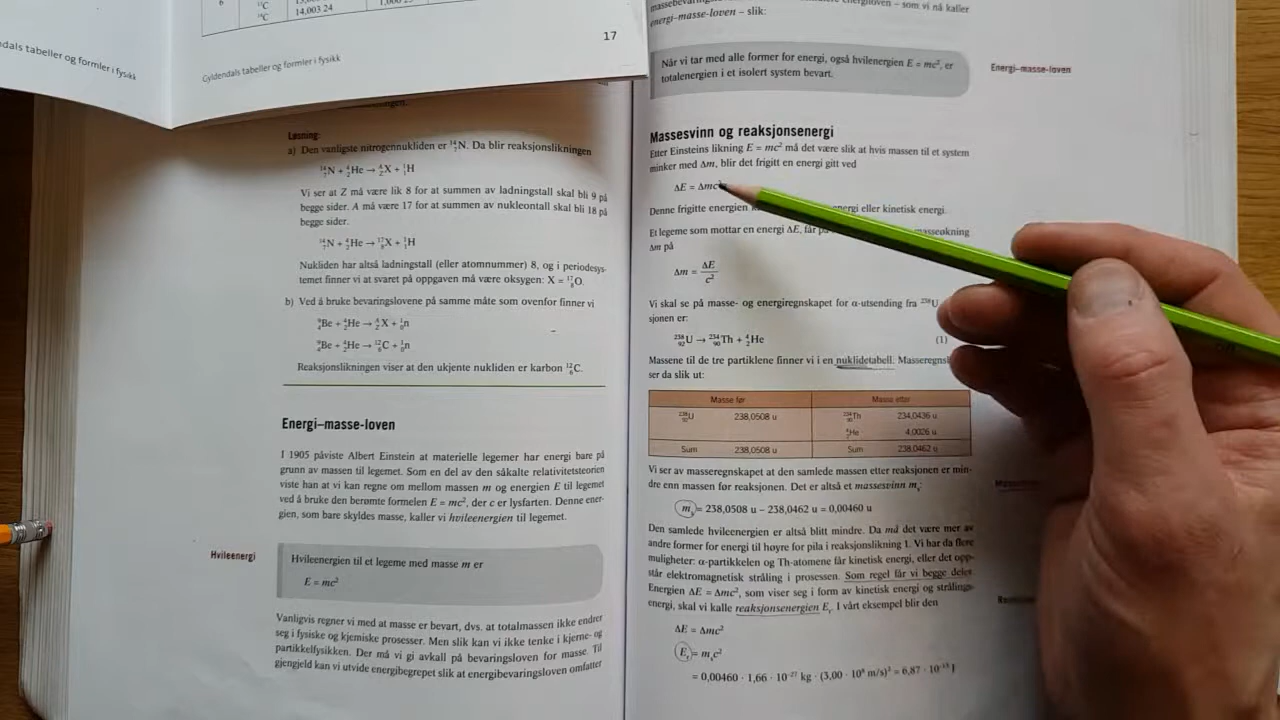 dals tabeller og formler i fysikk
6
¹³C
¹⁴C
14,003 24
17
Gyldendals tabeller og formler i fysikk
Løsning:
a) Den vanligste nitrogennukliden er ¹⁴₇N. Da blir reaksjonslikningen
¹⁴₇N + ⁴₂He → ᴬ_ZX + ¹₁H
Vi ser at Z må være lik 8 for at summen av ladningstall skal bli 9 på
begge sider. A må være 17 for at summen av nukleontall skal bli 18 på
begge sider.
¹⁴₇N + ⁴₂He → ¹⁷₈X + ¹₁H
Nukliden har altså ladningstall (eller atomnummer) 8, og i periodesys-
temet finner vi at svaret på oppgaven må være oksygen: X = ¹⁷₈O.
b) Ved å bruke bevaringslovene på samme måte som ovenfor finner vi
⁹₄Be + ⁴₂He → ᴬ_ZX + ¹₀n
⁹₄Be + ⁴₂He → ¹²₆C + ¹₀n
Reaksjonslikningen viser at den ukjente nukliden er karbon ¹²₆C.
Energi–masse-loven
I 1905 påviste Albert Einstein at materielle legemer har energi bare på
grunn av massen til legemet. Som en del av den såkalte relativitetsteorien
viste han at vi kan regne om mellom massen m og energien E til legemet
ved å bruke den berømte formelen E = mc², der c er lysfarten. Denne ener-
gien, som bare skyldes masse, kaller vi hvileenergien til legemet.
Hvileenergi
Hvileenergien til et legeme med masse m er
E = mc²
Vanligvis regner vi med at masse er bevart, dvs. at totalmassen ikke endrer
seg i fysiske og kjemiske prosesser. Men slik kan vi ikke tenke i kjerne- og
partikkelfysikken. Der må vi gi avkall på bevaringsloven for masse. Til
gjengjeld kan vi utvide energibegrepet slik at energibevaringsloven omfatter
energiloven – som vi nå kaller
energi-masse-loven – slik:
Når vi tar med alle former for energi, også hvilenergien E = mc², er
totalenergien i et isolert system bevart.
Energi–masse-loven
Massesvinn og reaksjonsenergi
Etter Einsteins likning E = mc² må det være slik at hvis massen til et system
minker med Δm, blir det frigitt en energi gitt ved
ΔE = Δmc²
Denne frigitte energien energi eller kinetisk energi.
Et legeme som mottar en energi ΔE, får masseøkning
Δm på
Δm = ΔE/c²
Vi skal se på masse- og energiregnskapet for α-utsending fra ²³⁸U
sjonen er:
²³⁸₉₂U → ²³⁴₉₀Th + ⁴₂He (1)
Massene til de tre partiklene finner vi i en nuklidetabell. Masseregns
ser da slik ut:
Masse før Masse etter
²³⁸₉₂U 238,0508 u ²³⁴₉₀Th 234,0436 u
⁴₂He 4,0026 u
Sum 238,0508 u Sum 238,0462 u
Vi ser av masseregnskapet at den samlede massen etter reaksjonen er min-
dre enn massen før reaksjonen. Det er altså et massesvinn mₛ:
mₛ = 238,0508 u – 238,0462 u = 0,00460 u
Den samlede hvileenergien er altså blitt mindre. Da må det være mer av
andre former for energi til høyre for pila i reaksjonslikning 1. Vi har da flere
muligheter: α-partikkelen og Th-atomene får kinetisk energi, eller det opp-
står elektromagnetisk stråling i prosessen. Som regel får vi begge deler.
Energien ΔE = Δmc², som viser seg i form av kinetisk energi og strålings-
energi, skal vi kalle reaksjonsenergien Eᵣ. I vårt eksempel blir den
ΔE = Δmc²
Eᵣ = mₛc²
= 0,00460 · 1,66 · 10⁻²⁷ kg · (3,00 · 10⁸ m/s)² = 6,87 · 10⁻¹³ J